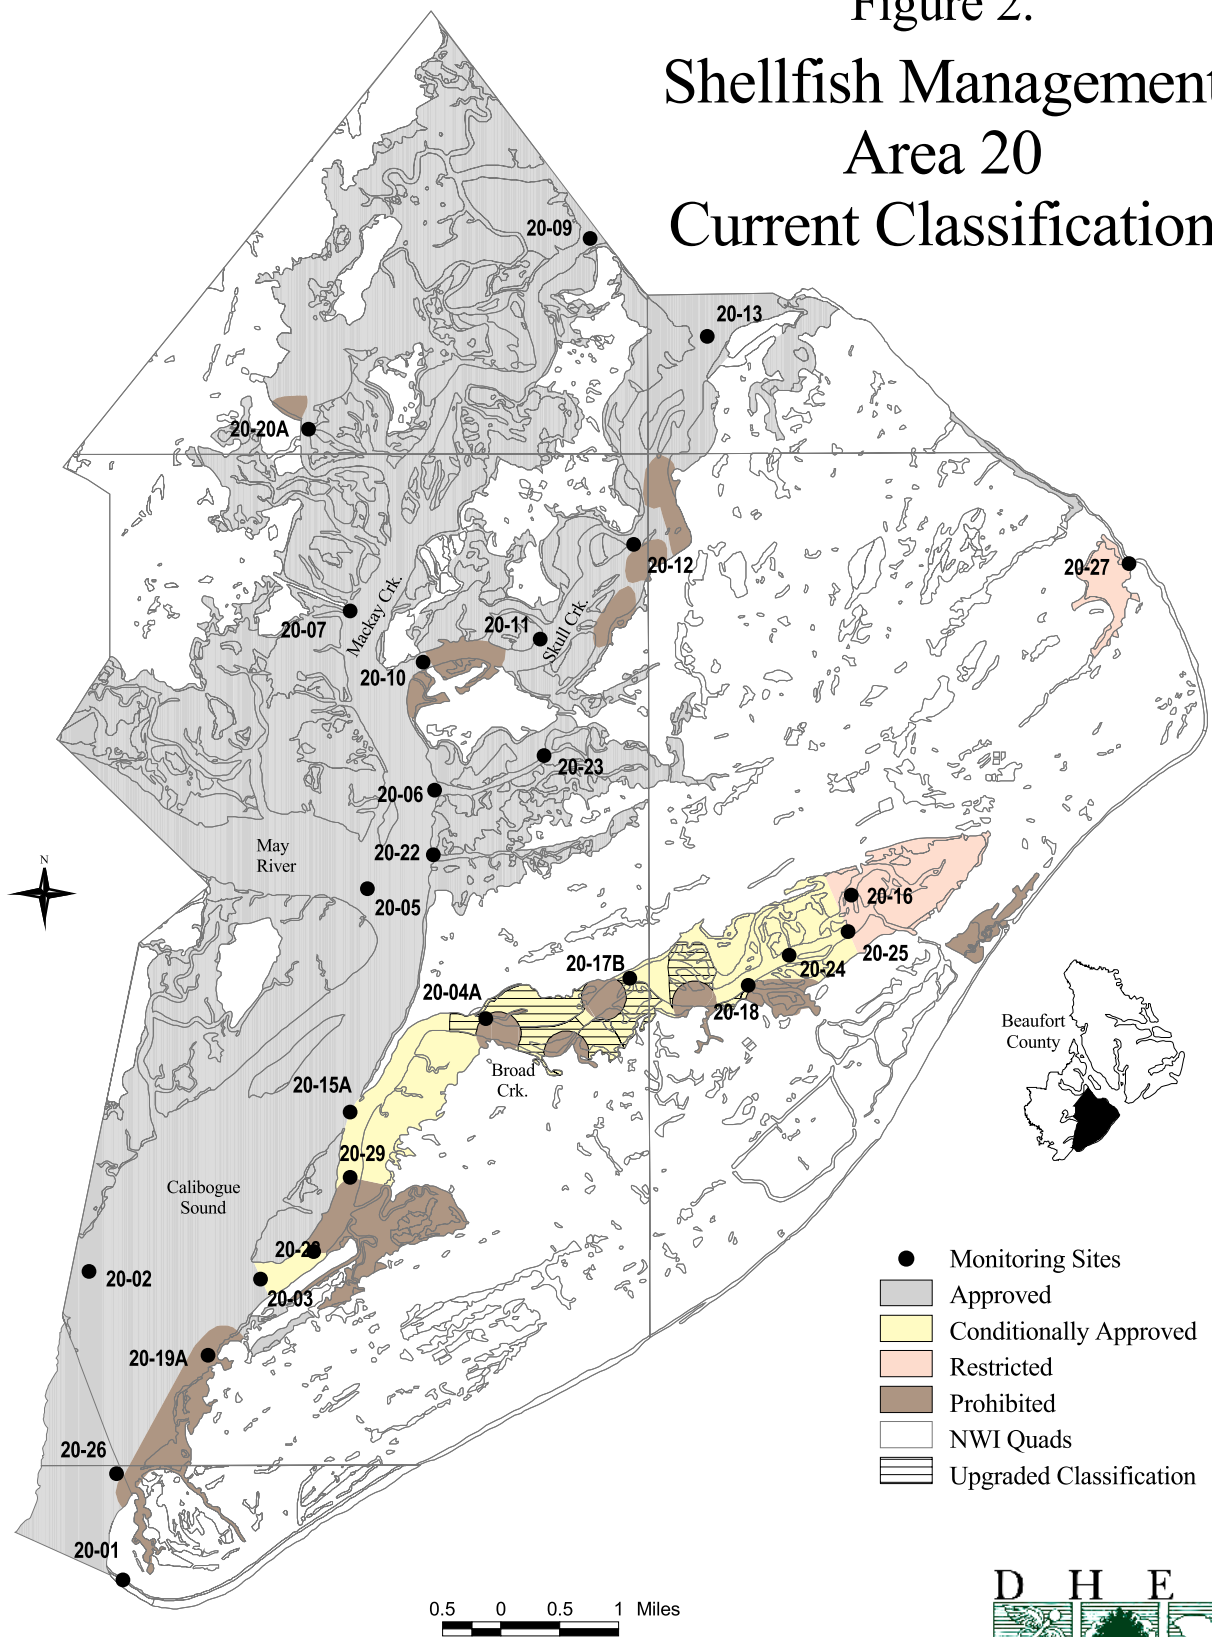 Figure 2.
Shellfish Management
Area 20
Current Classification
20-09
20-13
20-20A
20-12
20-27
20-07
Mackay Crk.
20-11
Skull Crk.
20-10
20-23
20-06
May
River
20-22
20-05
N
20-16
20-25
20-24
20-17B
20-18
20-04A
Broad
Crk.
Beaufort
County
20-15A
20-29
Calibogue
Sound
20-02
20-03
20-19A
20-26
20-01
Monitoring Sites
Approved
Conditionally Approved
Restricted
Prohibited
NWI Quads
Upgraded Classification
0.5 0 0.5 1 Miles
D H E